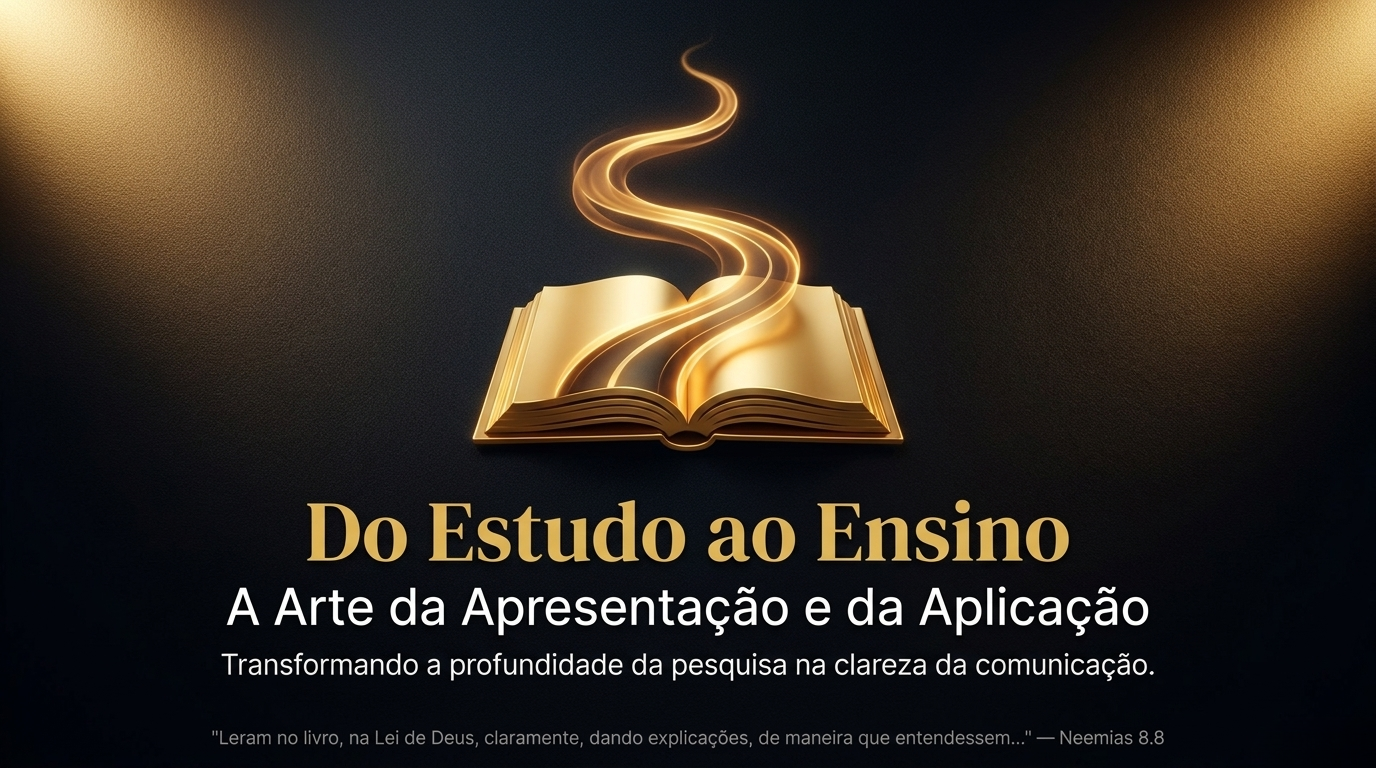 Do Estudo ao Ensino
A Arte da Apresentação e da Aplicação
Transformando a profundidade da pesquisa na clareza da comunicação.
"Leram no livro, na Lei de Deus, claramente, dando explicações, de maneira que entendessem..." — Neemias 8.8